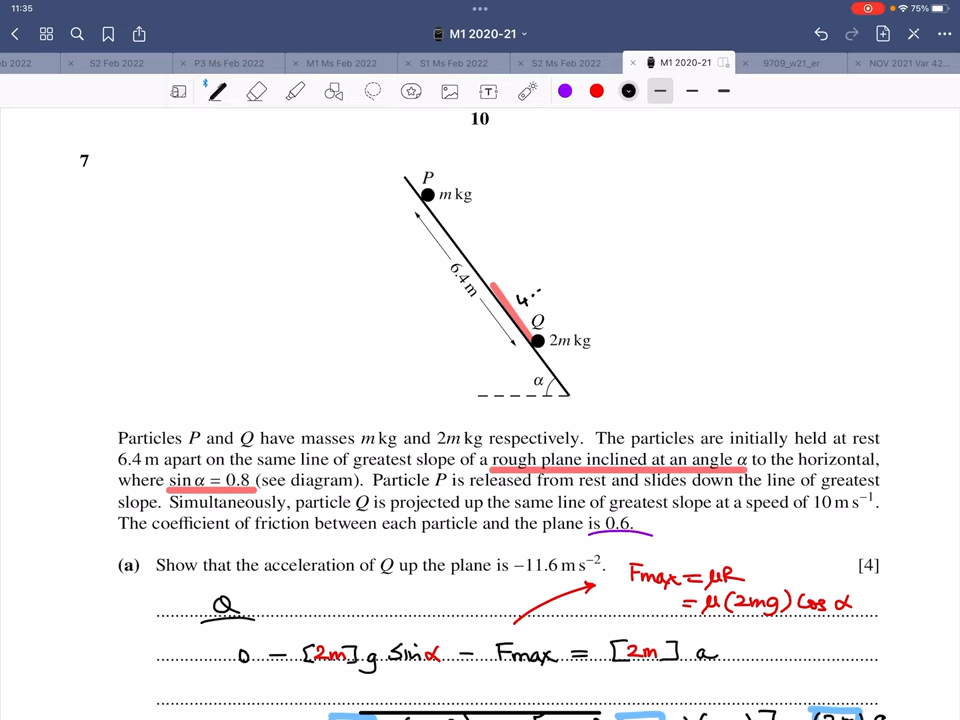 11:35
75%
M1 2020-21
b 2022
S2 Feb 2022
P3 Ms Feb 2022
M1 Ms Feb 2022
S1 Ms Feb 2022
S2 Ms Feb 2022
M1 2020-21
9709_w21_er
NOV 2021 Var 42...
10
7
P
m kg
6.4 m
4..
Q
2m kg
α
Particles P and Q have masses m kg and 2m kg respectively. The particles are initially held at rest
6.4 m apart on the same line of greatest slope of a rough plane inclined at an angle α to the horizontal,
where sin α = 0.8 (see diagram). Particle P is released from rest and slides down the line of greatest
slope. Simultaneously, particle Q is projected up the same line of greatest slope at a speed of 10 m s⁻¹.
The coefficient of friction between each particle and the plane is 0.6.
(a) Show that the acceleration of Q up the plane is −11.6 m s⁻². [4]
Fmax = μR
= μ(2mg) Cos α
Q
0 − [2m]g Sinα − Fmax = [2m] a